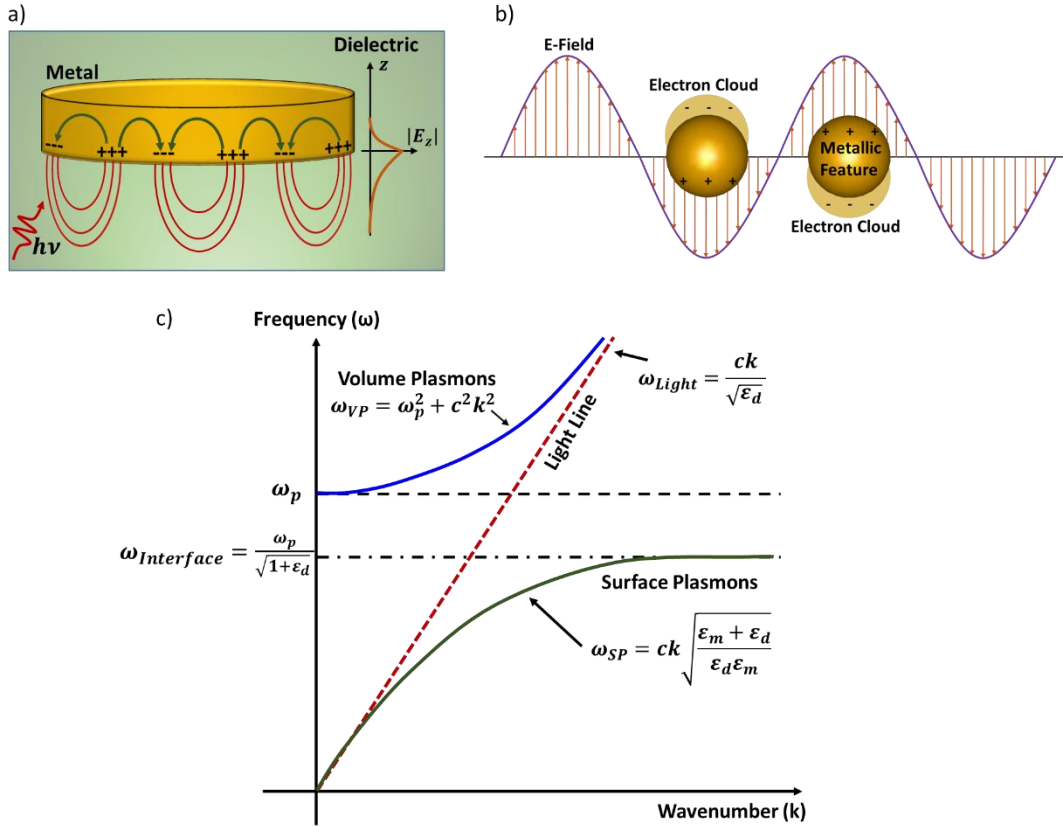 a)
Dielectric
z
Metal
|E_z|
--- +++ --- +++ --- +++
hν
b)
E-Field
Electron Cloud
- - -
+ + +
+ + +
Metallic
Feature
- - -
Electron Cloud
c)
Frequency (ω)
Volume Plasmons
ω_VP = ω_p^2 + c^2k^2
ω_Light = ck/√ε_d
Light Line
ω_p
ω_Interface = ω_p/√(1+ε_d)
Surface Plasmons
ω_SP = ck√((ε_m + ε_d)/(ε_dε_m))
Wavenumber (k)